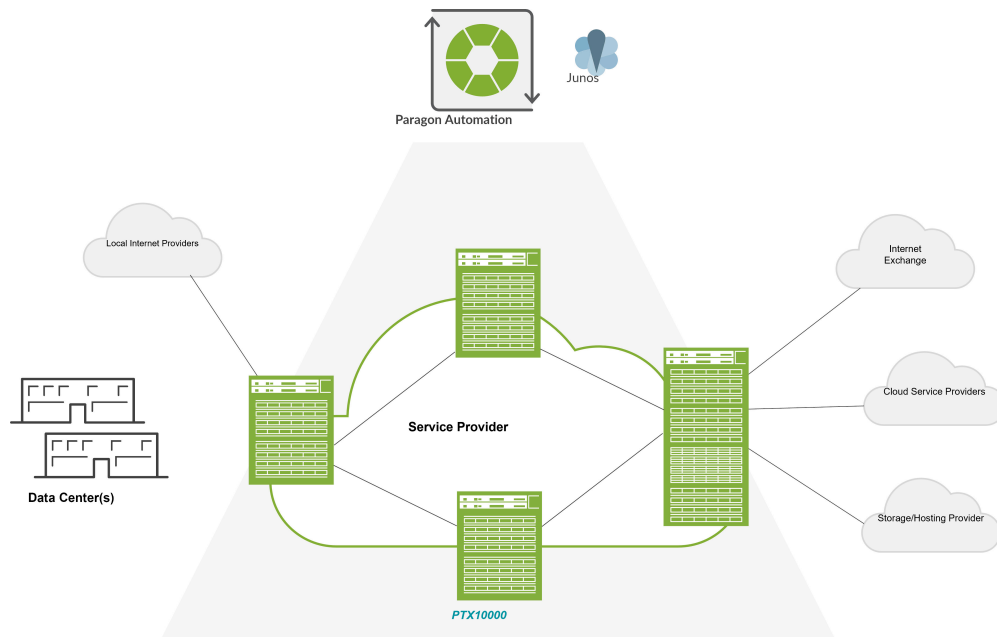 Junos
Paragon Automation
Local Internet Providers
Internet
Exchange
Cloud Service Providers
Service Provider
Data Center(s)
Storage/Hosting Provider
PTX10000